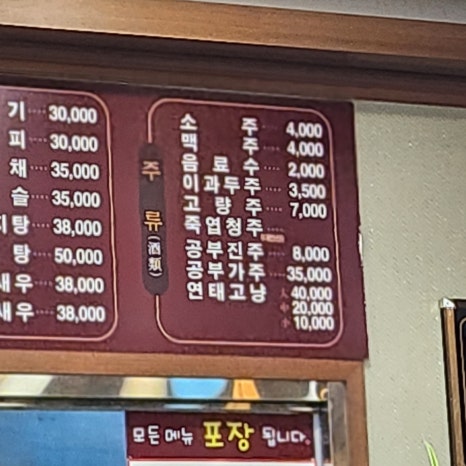 기 ···· 30,000
피 ···· 30,000
채 ···· 35,000
슬 ···· 35,000
탕 ··· 38,000
탕 ···· 50,000
새우 ··· 38,000
새우 ··· 38,000
주류
酒類
소 주 ··· 4,000
맥 주 ··· 4,000
음 료 수 ··· 2,000
이과두주 ··· 3,500
고 량 주 ··· 7,000
죽엽청주 ····
공부진주 ··· 8,000
공부가주 ··· 35,000
연태고냥 大 40,000
中 20,000
小 10,000
모든 메뉴 포장 됩니다.